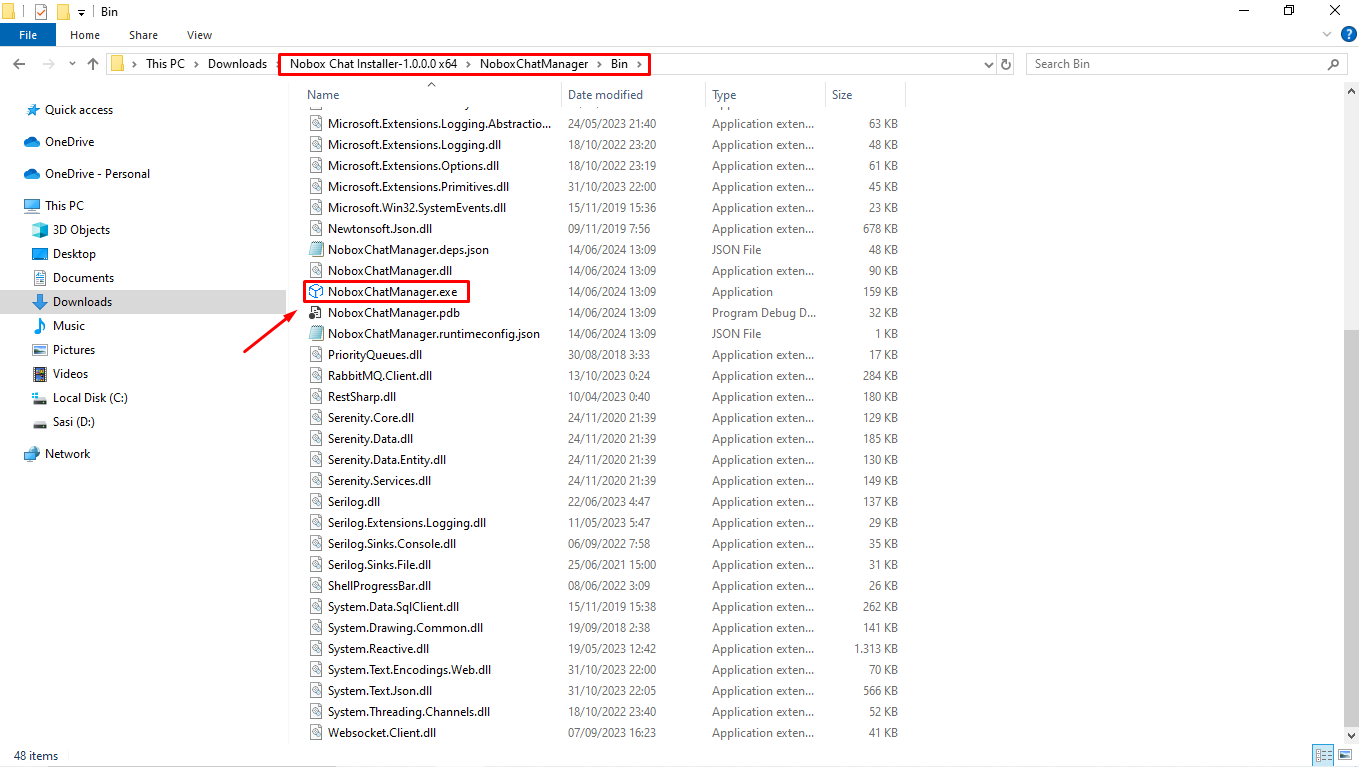 Bin
File Home Share View
This PC Downloads Nobox Chat Installer-1.0.0.0 x64 NoboxChatManager Bin
Search Bin
Quick access
OneDrive
OneDrive - Personal
This PC
3D Objects
Desktop
Documents
Downloads
Music
Pictures
Videos
Local Disk (C:)
Sasi (D:)
Network
Name Date modified Type Size
Microsoft.Extensions.Logging.Abstractio... 24/05/2023 21:40 Application exten... 63 KB
Microsoft.Extensions.Logging.dll 18/10/2022 23:20 Application exten... 48 KB
Microsoft.Extensions.Options.dll 18/10/2022 23:19 Application exten... 61 KB
Microsoft.Extensions.Primitives.dll 31/10/2023 22:00 Application exten... 45 KB
Microsoft.Win32.SystemEvents.dll 15/11/2019 15:36 Application exten... 23 KB
Newtonsoft.Json.dll 09/11/2019 7:56 Application exten... 678 KB
NoboxChatManager.deps.json 14/06/2024 13:09 JSON File 48 KB
NoboxChatManager.dll 14/06/2024 13:09 Application exten... 90 KB
NoboxChatManager.exe 14/06/2024 13:09 Application 159 KB
NoboxChatManager.pdb 14/06/2024 13:09 Program Debug D... 32 KB
NoboxChatManager.runtimeconfig.json 14/06/2024 13:09 JSON File 1 KB
PriorityQueues.dll 30/08/2018 3:33 Application exten... 17 KB
RabbitMQ.Client.dll 13/10/2023 0:24 Application exten... 284 KB
RestSharp.dll 10/04/2023 0:40 Application exten... 180 KB
Serenity.Core.dll 24/11/2020 21:39 Application exten... 129 KB
Serenity.Data.dll 24/11/2020 21:39 Application exten... 185 KB
Serenity.Data.Entity.dll 24/11/2020 21:39 Application exten... 130 KB
Serenity.Services.dll 24/11/2020 21:39 Application exten... 149 KB
Serilog.dll 22/06/2023 4:47 Application exten... 137 KB
Serilog.Extensions.Logging.dll 11/05/2023 5:47 Application exten... 29 KB
Serilog.Sinks.Console.dll 06/09/2022 7:58 Application exten... 35 KB
Serilog.Sinks.File.dll 25/06/2021 15:00 Application exten... 31 KB
ShellProgressBar.dll 08/06/2022 3:09 Application exten... 26 KB
System.Data.SqlClient.dll 15/11/2019 15:38 Application exten... 262 KB
System.Drawing.Common.dll 19/09/2018 2:38 Application exten... 141 KB
System.Reactive.dll 19/05/2023 12:42 Application exten... 1.313 KB
System.Text.Encodings.Web.dll 31/10/2023 22:00 Application exten... 70 KB
System.Text.Json.dll 31/10/2023 22:05 Application exten... 566 KB
System.Threading.Channels.dll 18/10/2022 23:40 Application exten... 52 KB
Websocket.Client.dll 07/09/2023 16:23 Application exten... 41 KB
48 items